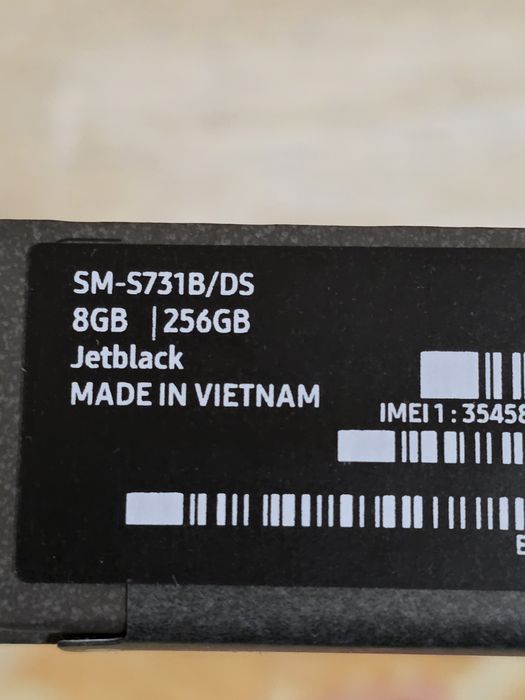 SM-S731B/DS
8GB |256GB
Jetblack
MADE IN VIETNAM
IMEI 1 : 35458